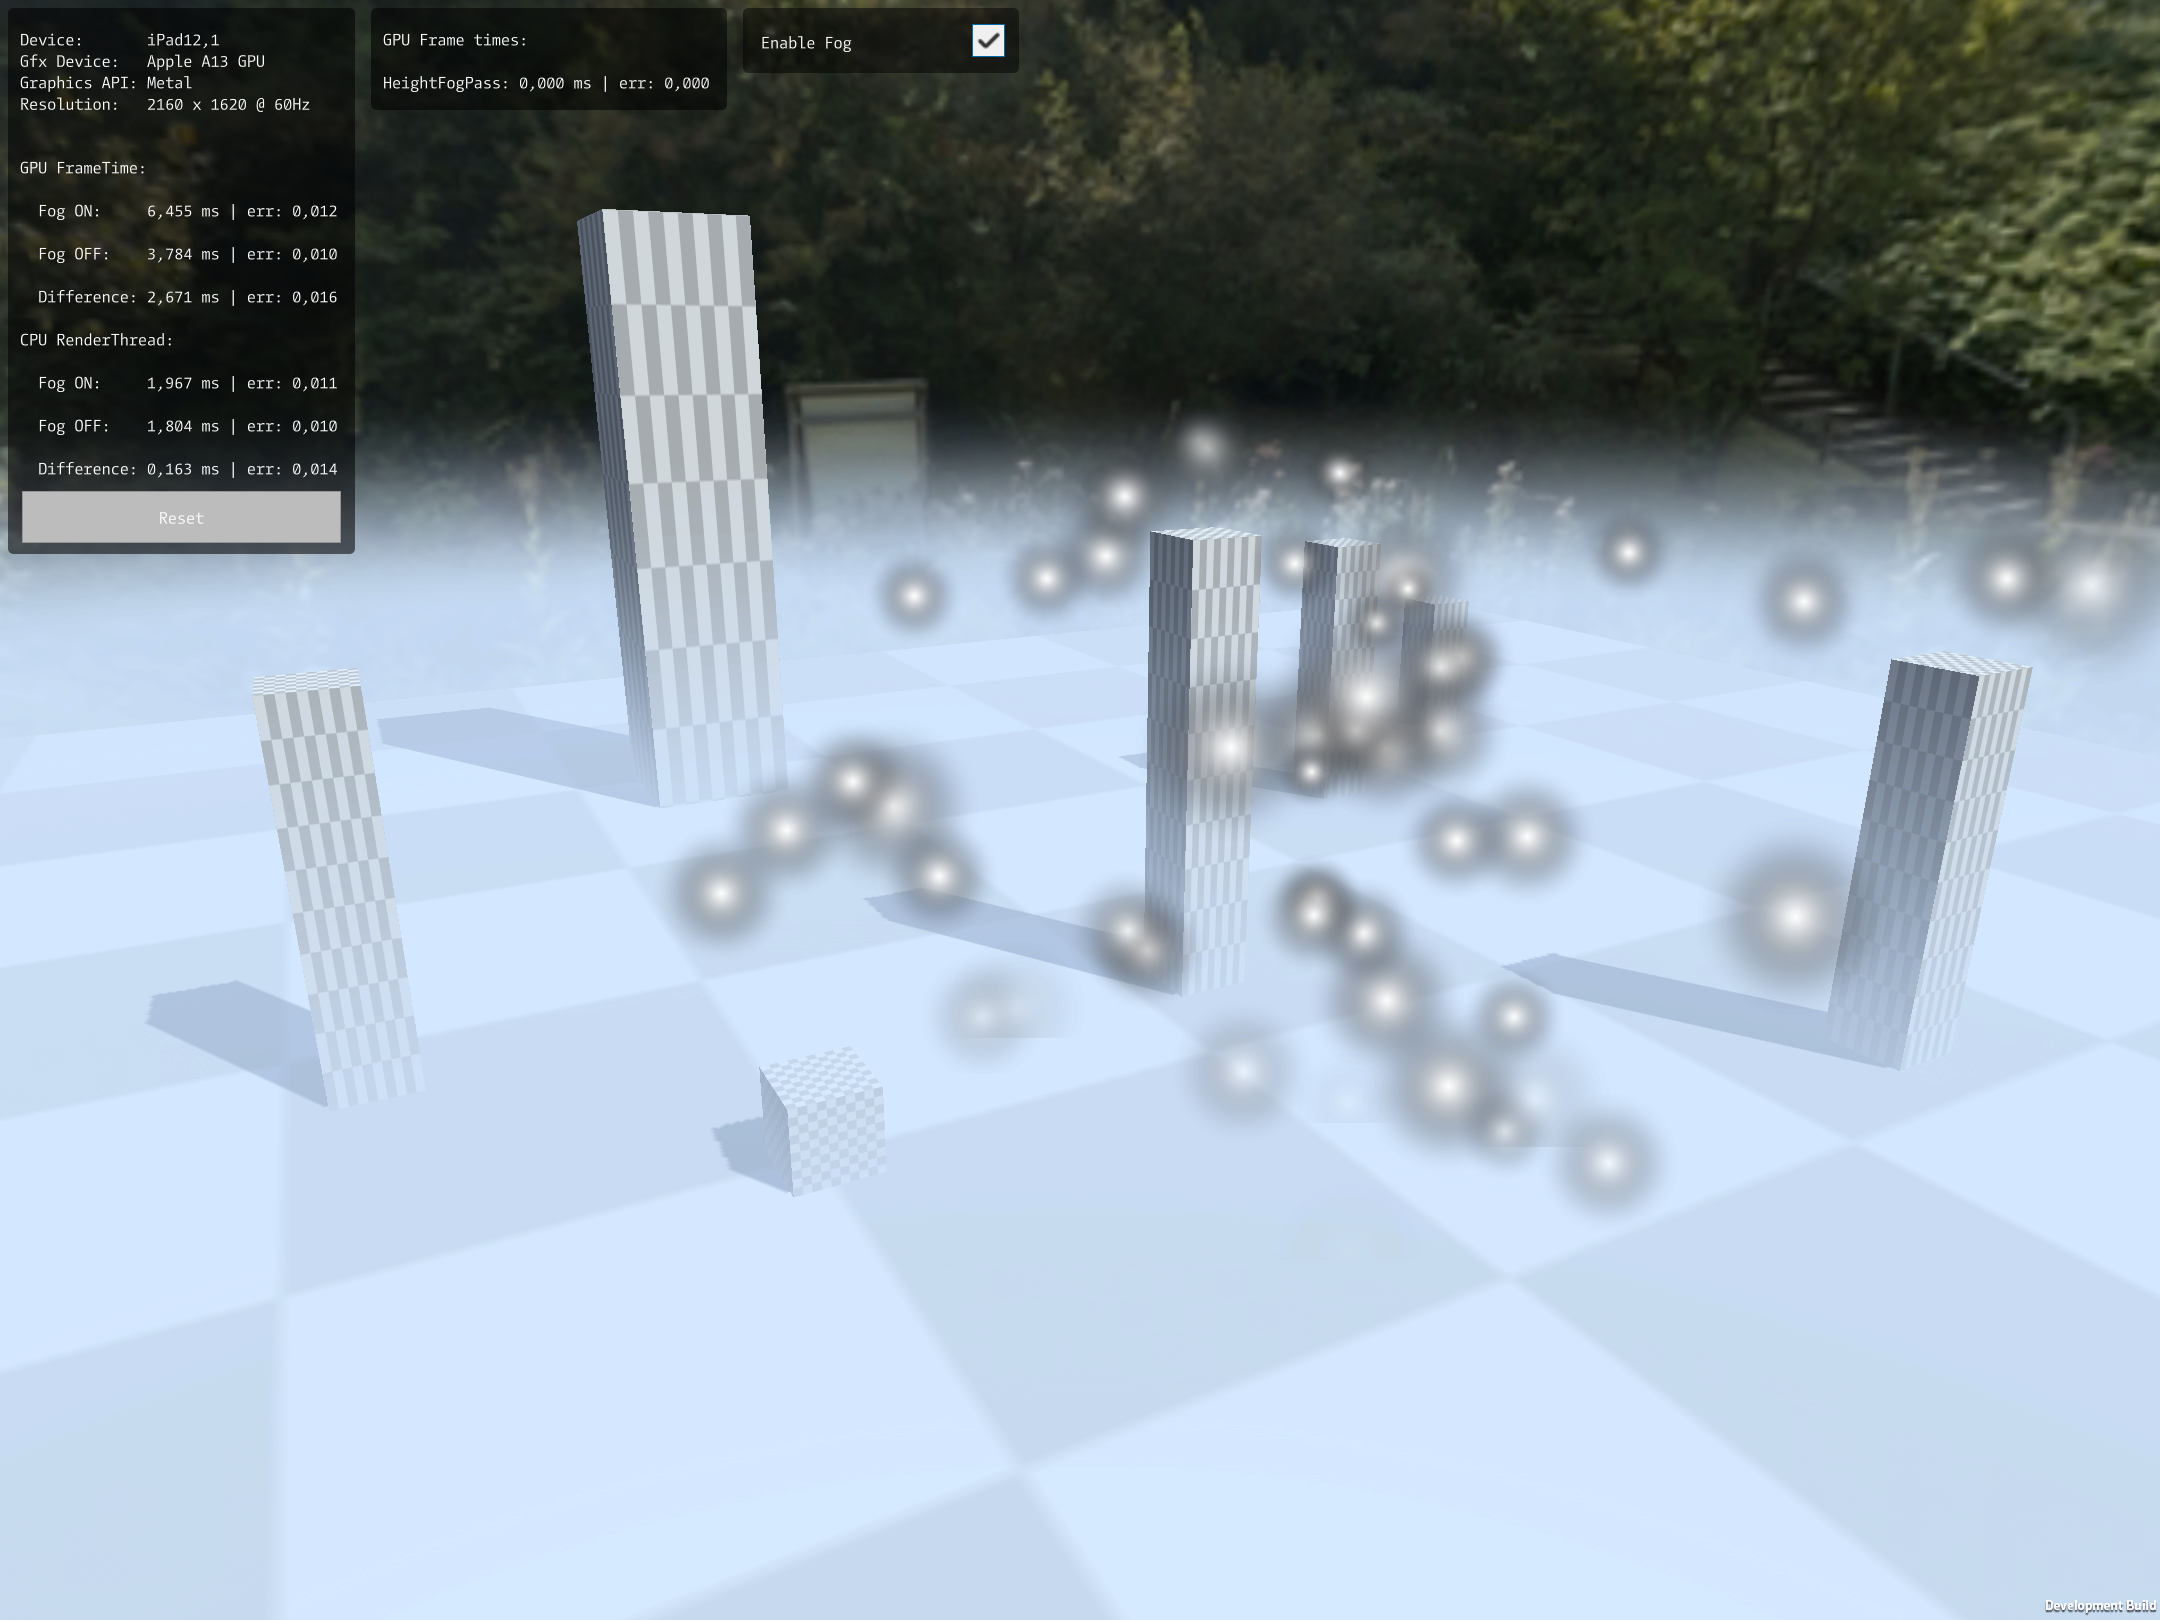 Device:       iPad12,1
Gfx Device:   Apple A13 GPU
Graphics API: Metal
Resolution:   2160 x 1620 @ 60Hz
GPU FrameTime:
Fog ON:     6,455 ms | err: 0,012
Fog OFF:    3,784 ms | err: 0,010
Difference: 2,671 ms | err: 0,016
CPU RenderThread:
Fog ON:     1,967 ms | err: 0,011
Fog OFF:    1,804 ms | err: 0,010
Difference: 0,163 ms | err: 0,014
Reset
GPU Frame times:
HeightFogPass: 0,000 ms | err: 0,000
Enable Fog
Development Build